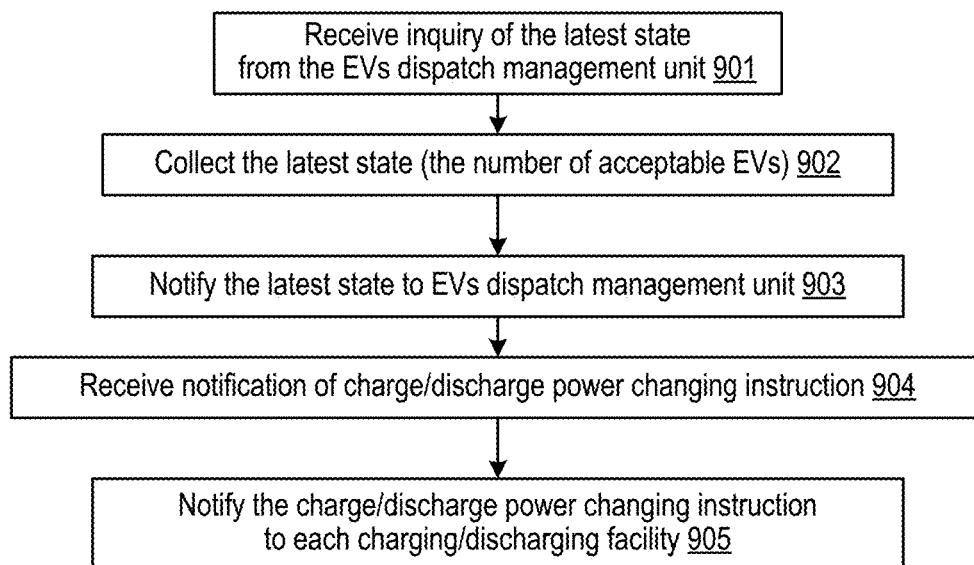 Receive inquiry of the latest state
from the EVs dispatch management unit 901
Collect the latest state (the number of acceptable EVs) 902
Notify the latest state to EVs dispatch management unit 903
Receive notification of charge/discharge power changing instruction 904
Notify the charge/discharge power changing instruction
to each charging/discharging facility 905